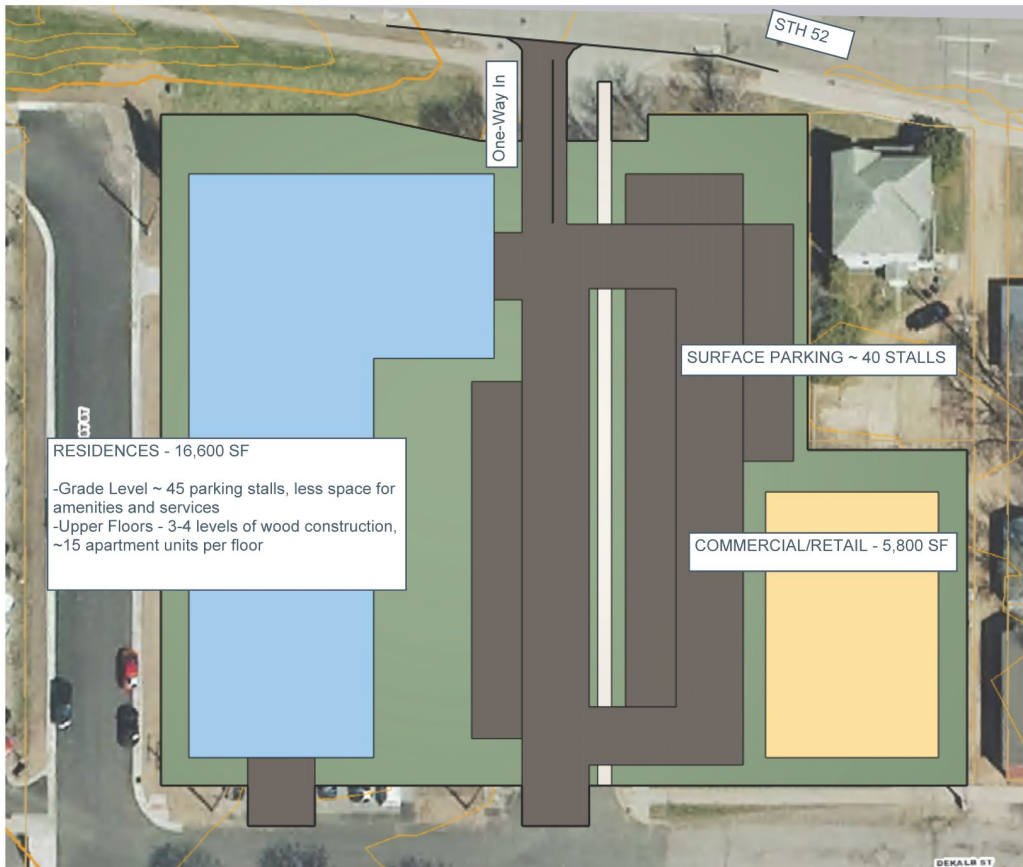 STH 52
One-Way In
SURFACE PARKING ~ 40 STALLS
RESIDENCES - 16,600 SF
-Grade Level ~ 45 parking stalls, less space for
amenities and services
-Upper Floors - 3-4 levels of wood construction,
~15 apartment units per floor
COMMERCIAL/RETAIL - 5,800 SF
DEKALB ST